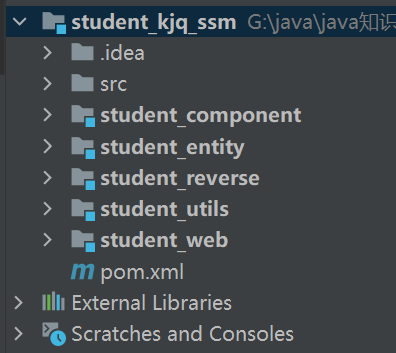 student_kjq_ssm G:\java\java知识
.idea
src
student_component
student_entity
student_reverse
student_utils
student_web
pom.xml
External Libraries
Scratches and Consoles